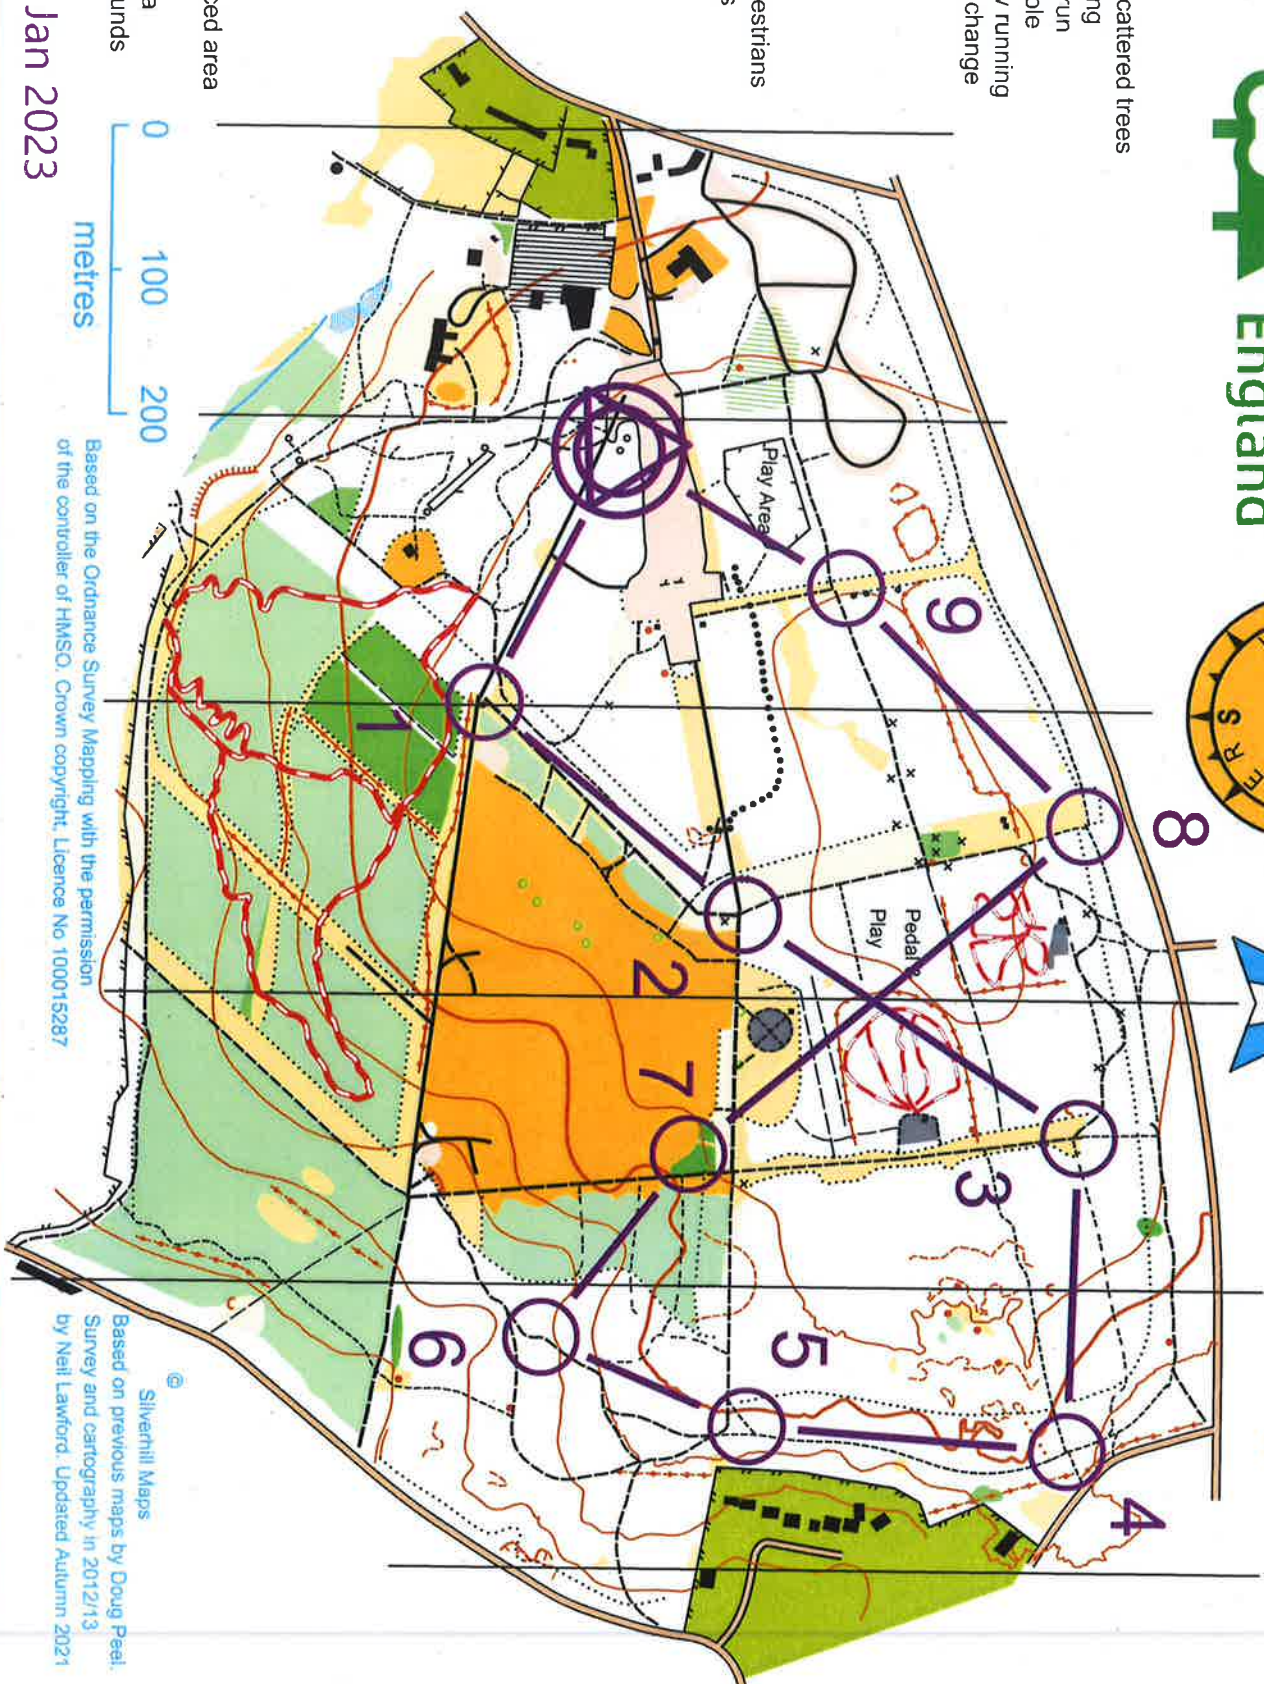 England
cattered trees
ng
run
ble
v running
change
estrians
s
ced area
a
unds
Jan 2023
0 100 200
metres
Play Area
Pedal
Play
1
2
3
4
5
6
7
8
9
S
R
E
Based on the Ordnance Survey Mapping with the permission
of the controller of HMSO. Crown copyright. Licence No 100015287
©
Silverhill Maps
Based on previous maps by Doug Peel.
Survey and cartography in 2012/13
by Neil Lawford. Updated Autumn 2021